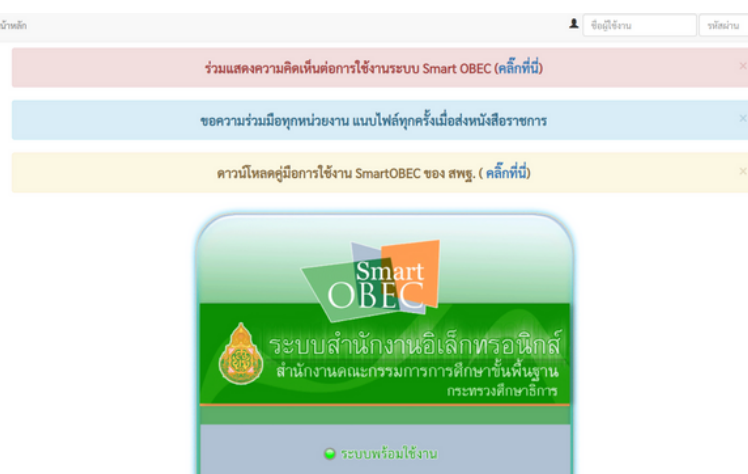 น้าหลัก
ชื่อผู้ใช้งาน
รหัสผ่าน
ร่วมแสดงความคิดเห็นต่อการใช้งานระบบ Smart OBEC (คลิ๊กที่นี่)
×
ขอความร่วมมือทุกหน่วยงาน แนบไฟล์ทุกครั้งเมื่อส่งหนังสือราชการ
×
ดาวน์โหลดคู่มือการใช้งาน SmartOBEC ของ สพฐ. ( คลิ๊กที่นี่)
×
Smart
OBEC
ระบบสำนักงานอิเล็กทรอนิกส์
สำนักงานคณะกรรมการการศึกษาขั้นพื้นฐาน
กระทรวงศึกษาธิการ
ระบบพร้อมใช้งาน